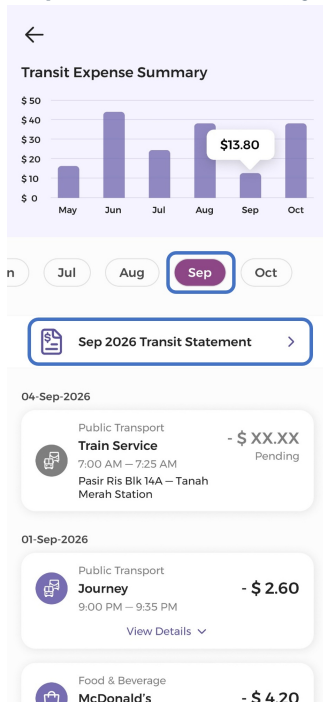 Transit Expense Summary
$ 50
$ 40
$ 30
$ 20
$ 10
$ 0
$13.80
May Jun Jul Aug Sep Oct
n Jul Aug Sep Oct
Sep 2026 Transit Statement
04-Sep-2026
Public Transport
Train Service
- $ XX.XX
7:00 AM — 7:25 AM
Pending
Pasir Ris Blk 14A — Tanah
Merah Station
01-Sep-2026
Public Transport
Journey
- $ 2.60
9:00 PM — 9:35 PM
View Details
Food & Beverage
McDonald's
- $ 4.20